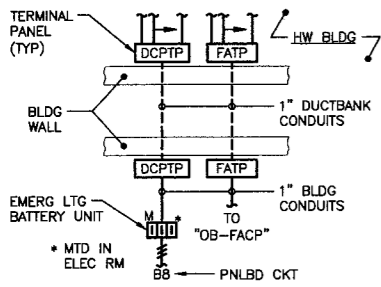 TERMINAL
PANEL
(TYP)
DCPTP
FATP
HW BLDG
BLDG
WALL
1" DUCTBANK
CONDUITS
DCPTP
FATP
EMERG LTG
BATTERY UNIT
M
*
1" BLDG
CONDUITS
TO
"OB-FACP"
* MTD IN
ELEC RM
B8
PNLBD CKT